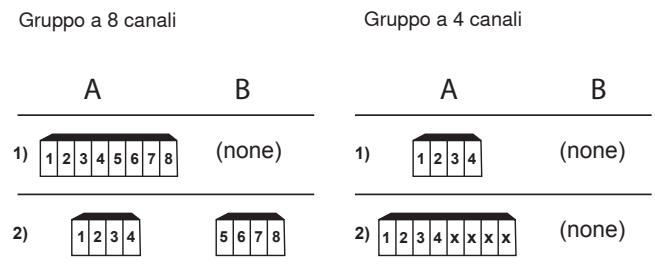 Gruppo a 8 canali
Gruppo a 4 canali
A B
A B
1) 1 2 3 4 5 6 7 8 (none)
1) 1 2 3 4 (none)
2) 1 2 3 4 5 6 7 8
2) 1 2 3 4 x x x x (none)